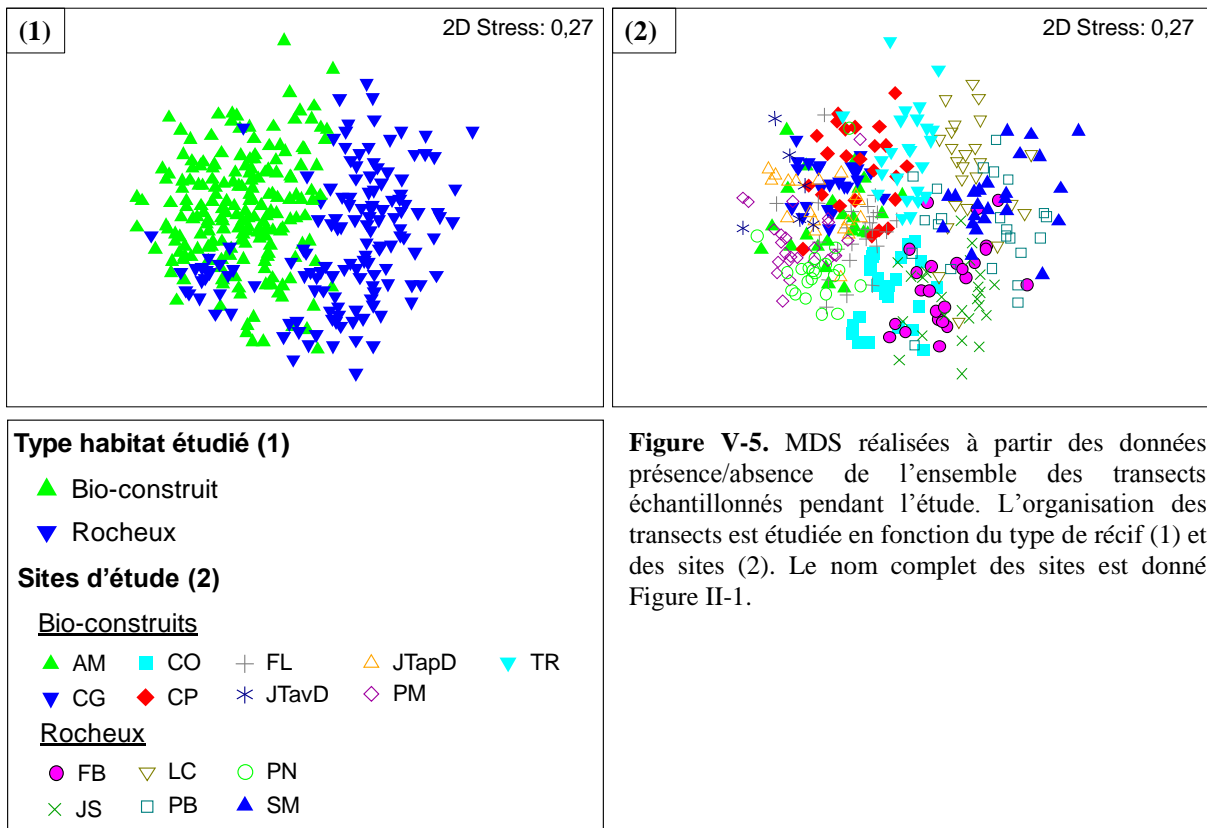 (1)
2D Stress: 0,27
(2)
2D Stress: 0,27
Type habitat étudié (1)
Bio-construit
Rocheux
Sites d'étude (2)
Bio-construits
AM CO FL JTapD TR
CG CP JTavD PM
Rocheux
FB LC PN
JS PB SM
Figure V-5. MDS réalisées à partir des données
présence/absence de l'ensemble des transects
échantillonnés pendant l'étude. L'organisation des
transects est étudiée en fonction du type de récif (1) et
des sites (2). Le nom complet des sites est donné
Figure II-1.